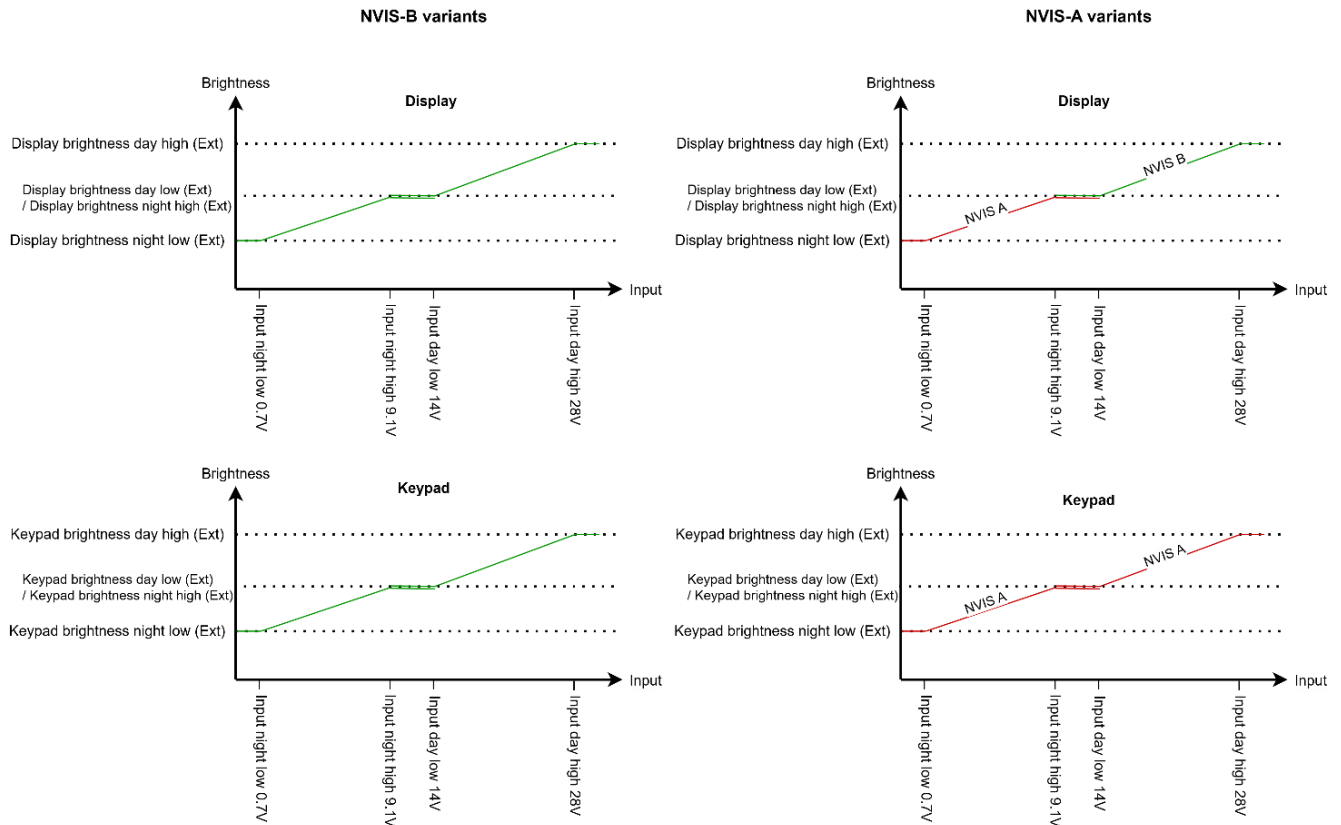 NVIS-B variants
NVIS-A variants
Brightness
Display
Display brightness day high (Ext)
Display brightness day low (Ext)
/ Display brightness night high (Ext)
Display brightness night low (Ext)
Input
Input night low 0.7V
Input night high 9.1V
Input day low 14V
Input day high 28V
Brightness
Display
Display brightness day high (Ext)
NVIS B
Display brightness day low (Ext)
/ Display brightness night high (Ext)
NVIS A
Display brightness night low (Ext)
Input
Input night low 0.7V
Input night high 9.1V
Input day low 14V
Input day high 28V
Brightness
Keypad
Keypad brightness day high (Ext)
Keypad brightness day low (Ext)
/ Keypad brightness night high (Ext)
Keypad brightness night low (Ext)
Input
Input night low 0.7V
Input night high 9.1V
Input day low 14V
Input day high 28V
Brightness
Keypad
Keypad brightness day high (Ext)
NVIS A
Keypad brightness day low (Ext)
/ Keypad brightness night high (Ext)
NVIS A
Keypad brightness night low (Ext)
Input
Input night low 0.7V
Input night high 9.1V
Input day low 14V
Input day high 28V